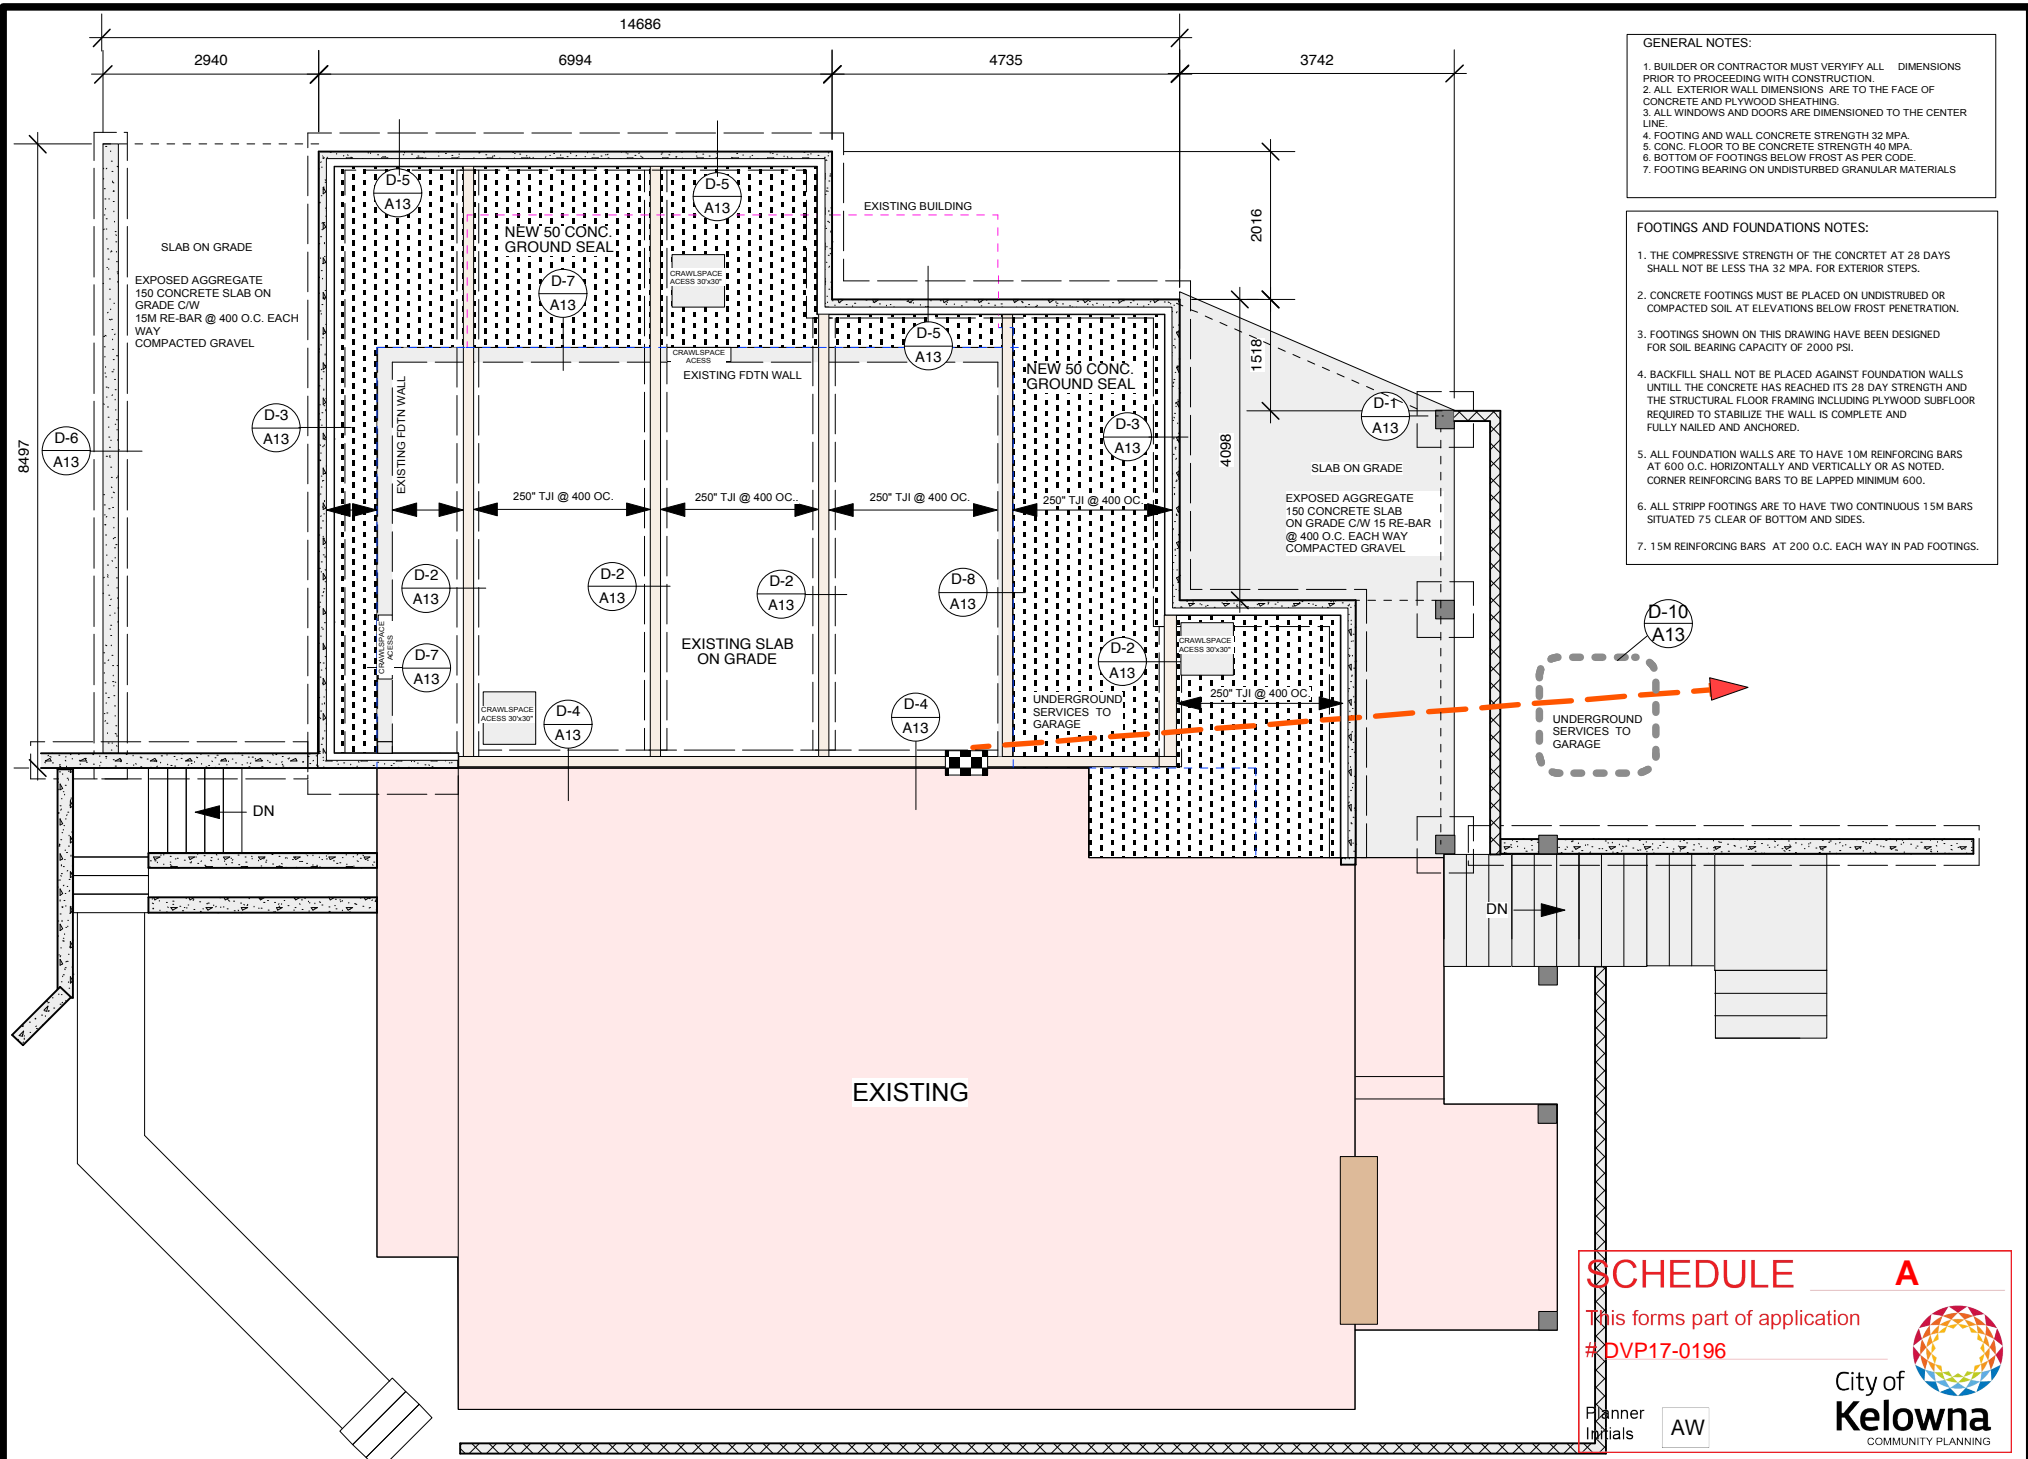 14686
2940
6994
4735
3742
GENERAL NOTES:
1. BUILDER OR CONTRACTOR MUST VERYIFY ALL DIMENSIONS
PRIOR TO PROCEEDING WITH CONSTRUCTION.
2. ALL EXTERIOR WALL DIMENSIONS ARE TO THE FACE OF
CONCRETE AND PLYWOOD SHEATHING.
3. ALL WINDOWS AND DOORS ARE DIMENSIONED TO THE CENTER
LINE.
4. FOOTING AND WALL CONCRETE STRENGTH 32 MPA.
5. CONC. FLOOR TO BE CONCRETE STRENGTH 40 MPA.
6. BOTTOM OF FOOTINGS BELOW FROST AS PER CODE.
7. FOOTING BEARING ON UNDISTURBED GRANULAR MATERIALS
FOOTINGS AND FOUNDATIONS NOTES:
1. THE COMPRESSIVE STRENGTH OF THE CONCRTET AT 28 DAYS
SHALL NOT BE LESS THA 32 MPA. FOR EXTERIOR STEPS.
2. CONCRETE FOOTINGS MUST BE PLACED ON UNDISTRUBED OR
COMPACTED SOIL AT ELEVATIONS BELOW FROST PENETRATION.
3. FOOTINGS SHOWN ON THIS DRAWING HAVE BEEN DESIGNED
FOR SOIL BEARING CAPACITY OF 2000 PSI.
4. BACKFILL SHALL NOT BE PLACED AGAINST FOUNDATION WALLS
UNTILL THE CONCRETE HAS REACHED ITS 28 DAY STRENGTH AND
THE STRUCTURAL FLOOR FRAMING INCLUDING PLYWOOD SUBFLOOR
REQUIRED TO STABILIZE THE WALL IS COMPLETE AND
FULLY NAILED AND ANCHORED.
5. ALL FOUNDATION WALLS ARE TO HAVE 10M REINFORCING BARS
AT 600 O.C. HORIZONTALLY AND VERTICALLY OR AS NOTED.
CORNER REINFORCING BARS TO BE LAPPED MINIMUM 600.
6. ALL STRIPP FOOTINGS ARE TO HAVE TWO CONTINUOUS 15M BARS
SITUATED 75 CLEAR OF BOTTOM AND SIDES.
7. 15M REINFORCING BARS AT 200 O.C. EACH WAY IN PAD FOOTINGS.
D-5
A13
D-5
A13
EXISTING BUILDING
2016
SLAB ON GRADE
EXPOSED AGGREGATE
150 CONCRETE SLAB ON
GRADE C/W
15M RE-BAR @ 400 O.C. EACH
WAY
COMPACTED GRAVEL
NEW 50 CONC.
GROUND SEAL
D-7
A13
CRAWLSPACE
ACESS 30"x30"
D-5
A13
1518
CRAWLSPACE
ACESS
EXISTING FDTN WALL
NEW 50 CONC.
GROUND SEAL
EXISTING FDTN WALL
D-3
A13
D-6
A13
8497
D-3
A13
4098
D-1
A13
SLAB ON GRADE
EXPOSED AGGREGATE
150 CONCRETE SLAB
ON GRADE C/W 15 RE-BAR
@ 400 O.C. EACH WAY
COMPACTED GRAVEL
250" TJI @ 400 OC.
250" TJI @ 400 OC..
250" TJI @ 400 OC.
250" TJI @ 400 OC.
D-2
A13
D-2
A13
D-2
A13
D-8
A13
D-10
A13
CRAWLSPACE
ACESS
D-7
A13
EXISTING SLAB
ON GRADE
D-2
A13
CRAWLSPACE
ACESS 30"x30"
250" TJI @ 400 OC.
CRAWLSPACE
ACESS 30"x30"
D-4
A13
D-4
A13
UNDERGROUND
SERVICES TO
GARAGE
UNDERGROUND
SERVICES TO
GARAGE
DN
DN
EXISTING
SCHEDULE A
This forms part of application
# DVP17-0196
City of
Kelowna
COMMUNITY PLANNING
Planner
Initials
AW